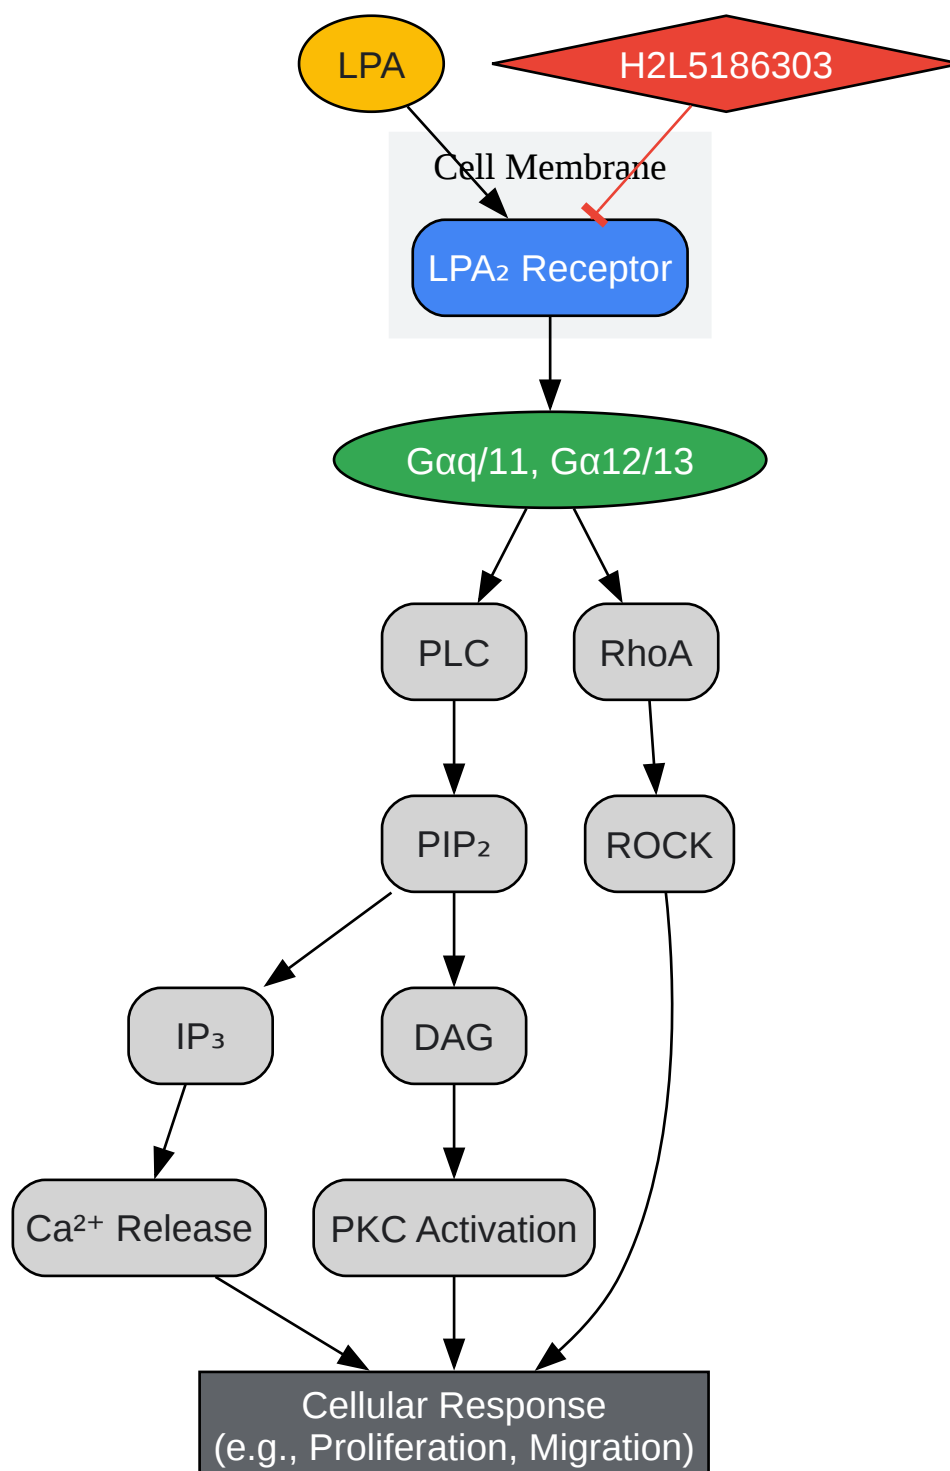 LPA
H2L5186303
Cell Membrane
LPA₂ Receptor
Gαq/11, Gα12/13
PLC
RhoA
PIP₂
ROCK
IP₃
DAG
Ca²⁺ Release
PKC Activation
Cellular Response
(e.g., Proliferation, Migration)